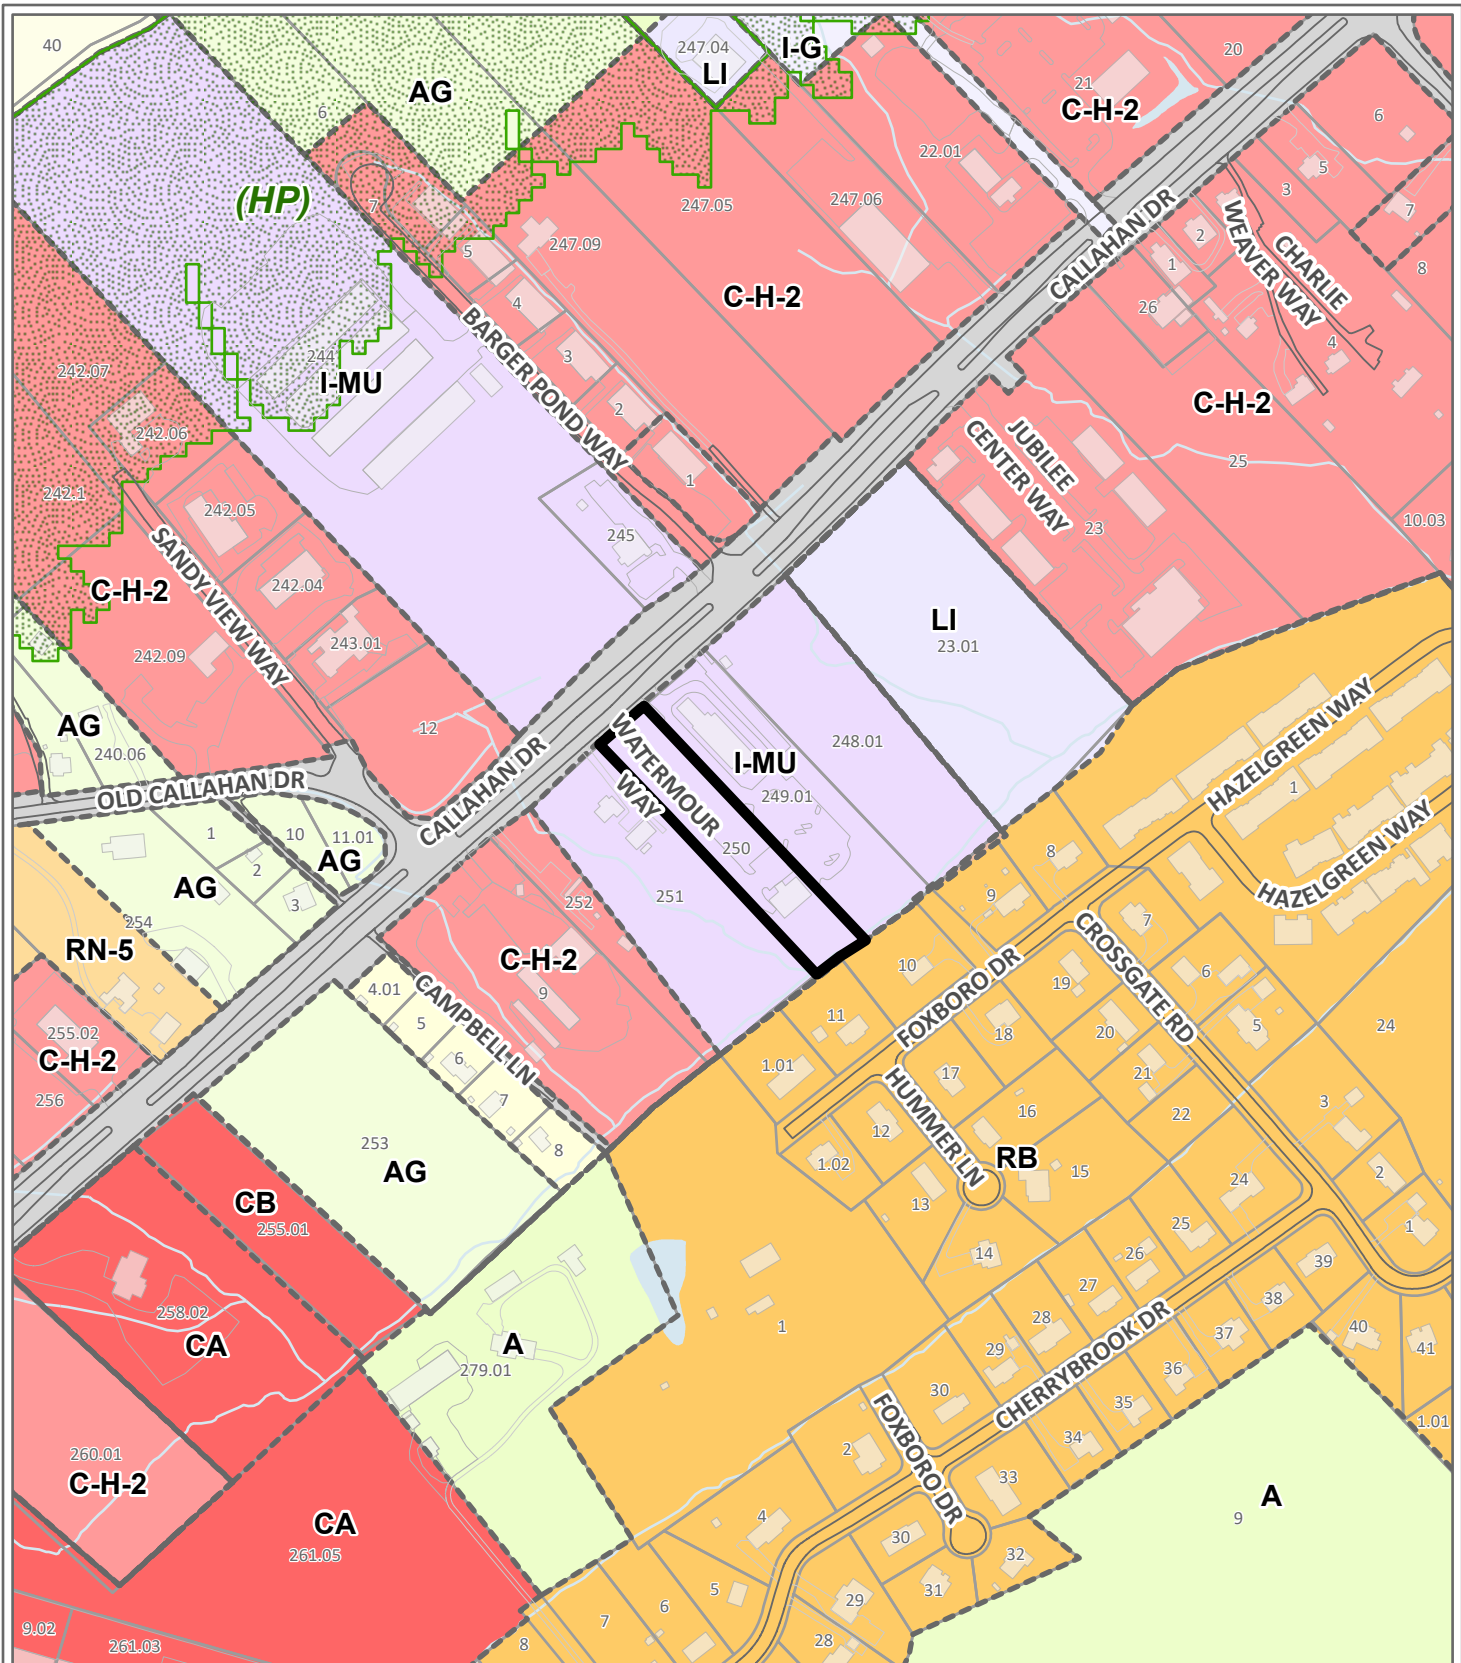 40
247.04
LI
I-G
20
AG
21
C-H-2
6
6
22.01
5
(HP)
7
247.05
247.06
3
7
CALLAHAN DR
WEAVER WAY
CHARLIE
2
1
8
5
247.09
4
C-H-2
26
BARGER POND WAY
244
I-MU
3
4
242.07
2
C-H-2
242.06
JUBILEE
CENTER WAY
25
1
242.1
242.05
10.03
23
245
SANDY VIEW WAY
242.04
C-H-2
LI
23.01
243.01
242.09
AG
240.06
12
WATERMOUR
WAY
248.01
I-MU
249.01
HAZELGREEN WAY
1
OLD CALLAHAN DR
CALLAHAN DR
1
10
11.01
AG
2
250
8
HAZELGREEN WAY
AG
3
251
9
252
7
254
RN-5
C-H-2
9
10
FOXBORO DR
CROSSGATE RD
19
6
4.01
CAMPBELL LN
5
11
18
20
5
24
255.02
C-H-2
6
1.01
17
21
256
7
HUMMER LN
16
22
3
12
253
AG
8
1.02
RB
15
2
CB
13
24
255.01
25
1
14
26
39
258.02
CA
27
38
A
279.01
1
28
37
40
29
CHERRYBROOK DR
36
41
30
35
260.01
C-H-2
FOXBORO DR
34
1.01
2
33
A
9
CA
261.05
4
30
32
5
31
29
9.02
261.03
6
7
8
28